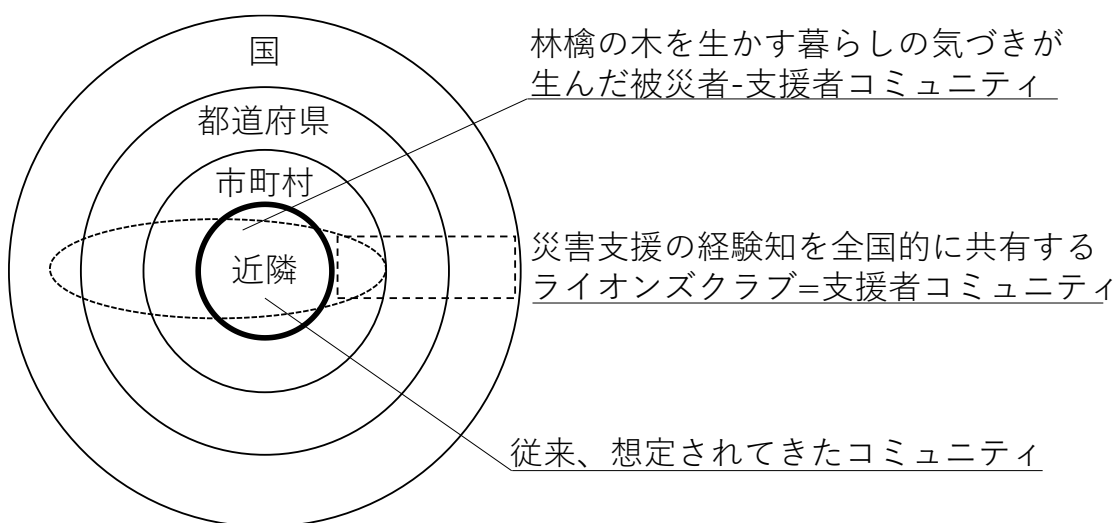 国
都道府県
市町村
近隣
林檎の木を生かす暮らしの気づきが
生んだ被災者-支援者コミュニティ
災害支援の経験知を全国的に共有する
ライオンズクラブ=支援者コミュニティ
従来、想定されてきたコミュニティ